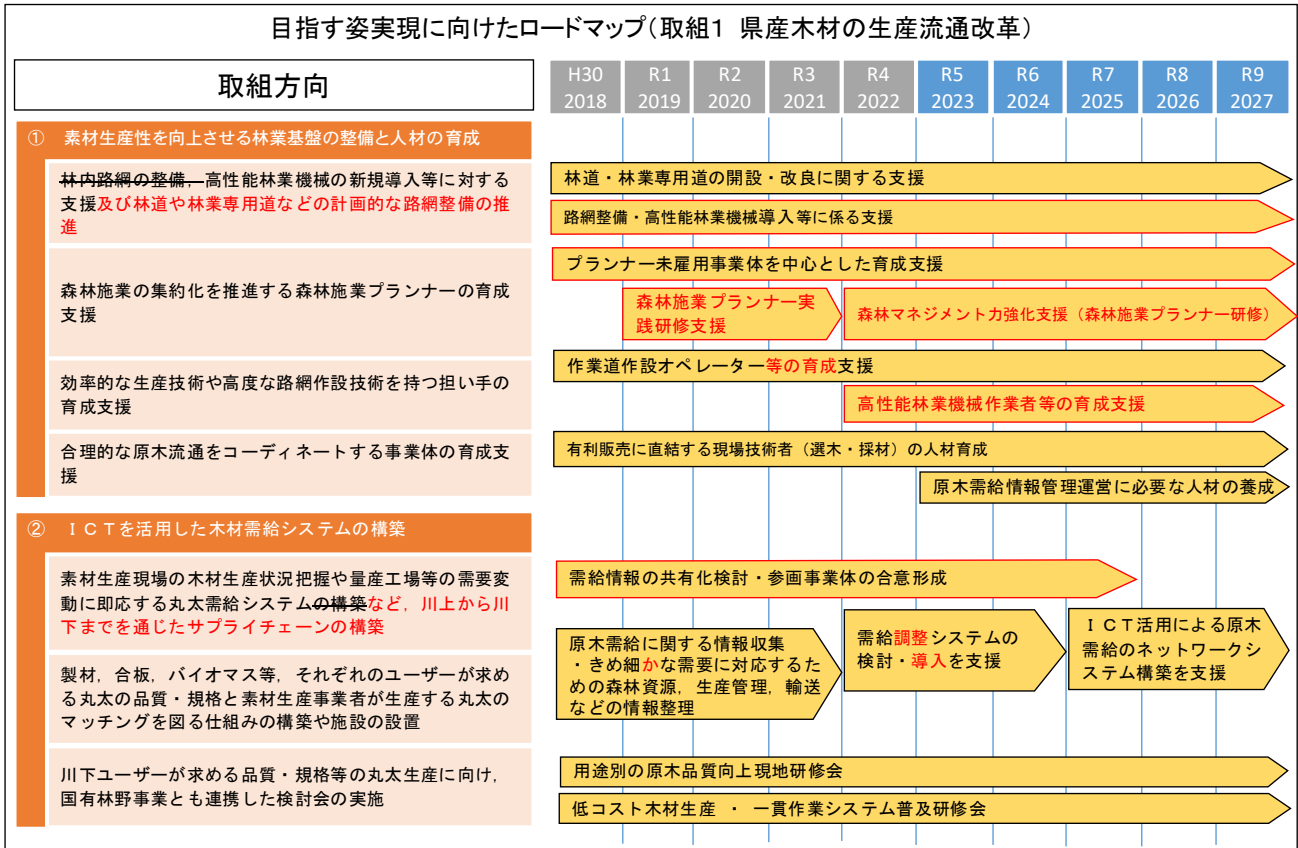 目指す姿実現に向けたロードマップ（取組1 県産木材の生産流通改革）
取組方向
H30 R1 R2 R3 R4 R5 R6 R7 R8 R9
2018 2019 2020 2021 2022 2023 2024 2025 2026 2027
① 素材生産性を向上させる林業基盤の整備と人材の育成
林内路網の整備，高性能林業機械の新規導入等に対する
支援及び林道や林業専用道などの計画的な路網整備の推
進
林道・林業専用道の開設・改良に関する支援
路網整備・高性能林業機械導入等に係る支援
森林施業の集約化を推進する森林施業プランナーの育成
支援
プランナー未雇用事業体を中心とした育成支援
森林施業プランナー実
践研修支援
森林マネジメント力強化支援（森林施業プランナー研修）
効率的な生産技術や高度な路網作設技術を持つ担い手の
育成支援
作業道作設オペレーター等の育成支援
高性能林業機械作業者等の育成支援
合理的な原木流通をコーディネートする事業体の育成支
援
有利販売に直結する現場技術者（選木・採材）の人材育成
原木需給情報管理運営に必要な人材の養成
② ＩＣＴを活用した木材需給システムの構築
素材生産現場の木材生産状況把握や量産工場等の需要変
動に即応する丸太需給システムの構築など，川上から川
下までを通じたサプライチェーンの構築
需給情報の共有化検討・参画事業体の合意形成
製材，合板，バイオマス等，それぞれのユーザーが求め
る丸太の品質・規格と素材生産事業者が生産する丸太の
マッチングを図る仕組みの構築や施設の設置
原木需給に関する情報収集
・きめ細かな需要に対応するた
めの森林資源，生産管理，輸送
などの情報整理
需給調整システムの
検討・導入を支援
ＩＣＴ活用による原木
需給のネットワークシ
ステム構築を支援
川下ユーザーが求める品質・規格等の丸太生産に向け，
国有林野事業とも連携した検討会の実施
用途別の原木品質向上現地研修会
低コスト木材生産 ・ 一貫作業システム普及研修会